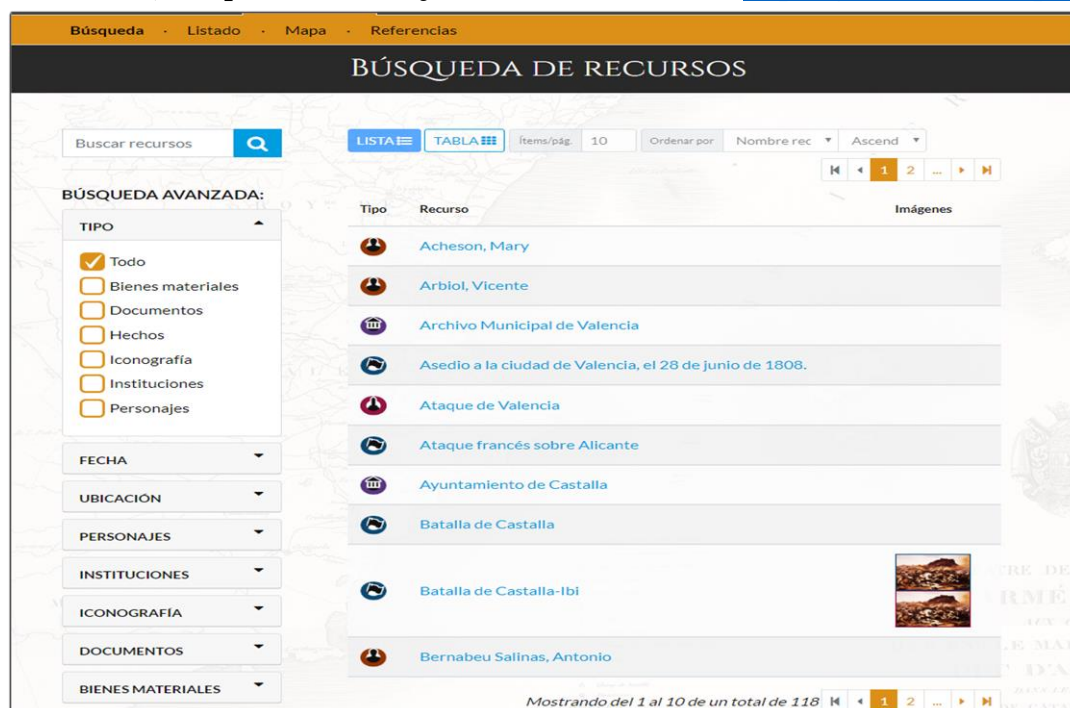 Búsqueda · Listado · Mapa · Referencias
BÚSQUEDA DE RECURSOS
Buscar recursos
LISTA TABLA Ítems/pág. 10 Ordenar por Nombre rec Ascend
1 2 ...
BÚSQUEDA AVANZADA:
TIPO
Todo
Bienes materiales
Documentos
Hechos
Iconografía
Instituciones
Personajes
FECHA
UBICACIÓN
PERSONAJES
INSTITUCIONES
ICONOGRAFÍA
DOCUMENTOS
BIENES MATERIALES
Tipo Recurso Imágenes
Acheson, Mary
Arbiol, Vicente
Archivo Municipal de Valencia
Asedio a la ciudad de Valencia, el 28 de junio de 1808.
Ataque de Valencia
Ataque francés sobre Alicante
Ayuntamiento de Castalla
Batalla de Castalla
Batalla de Castalla-Ibi
Bernabeu Salinas, Antonio
Mostrando del 1 al 10 de un total de 118 1 2 ...